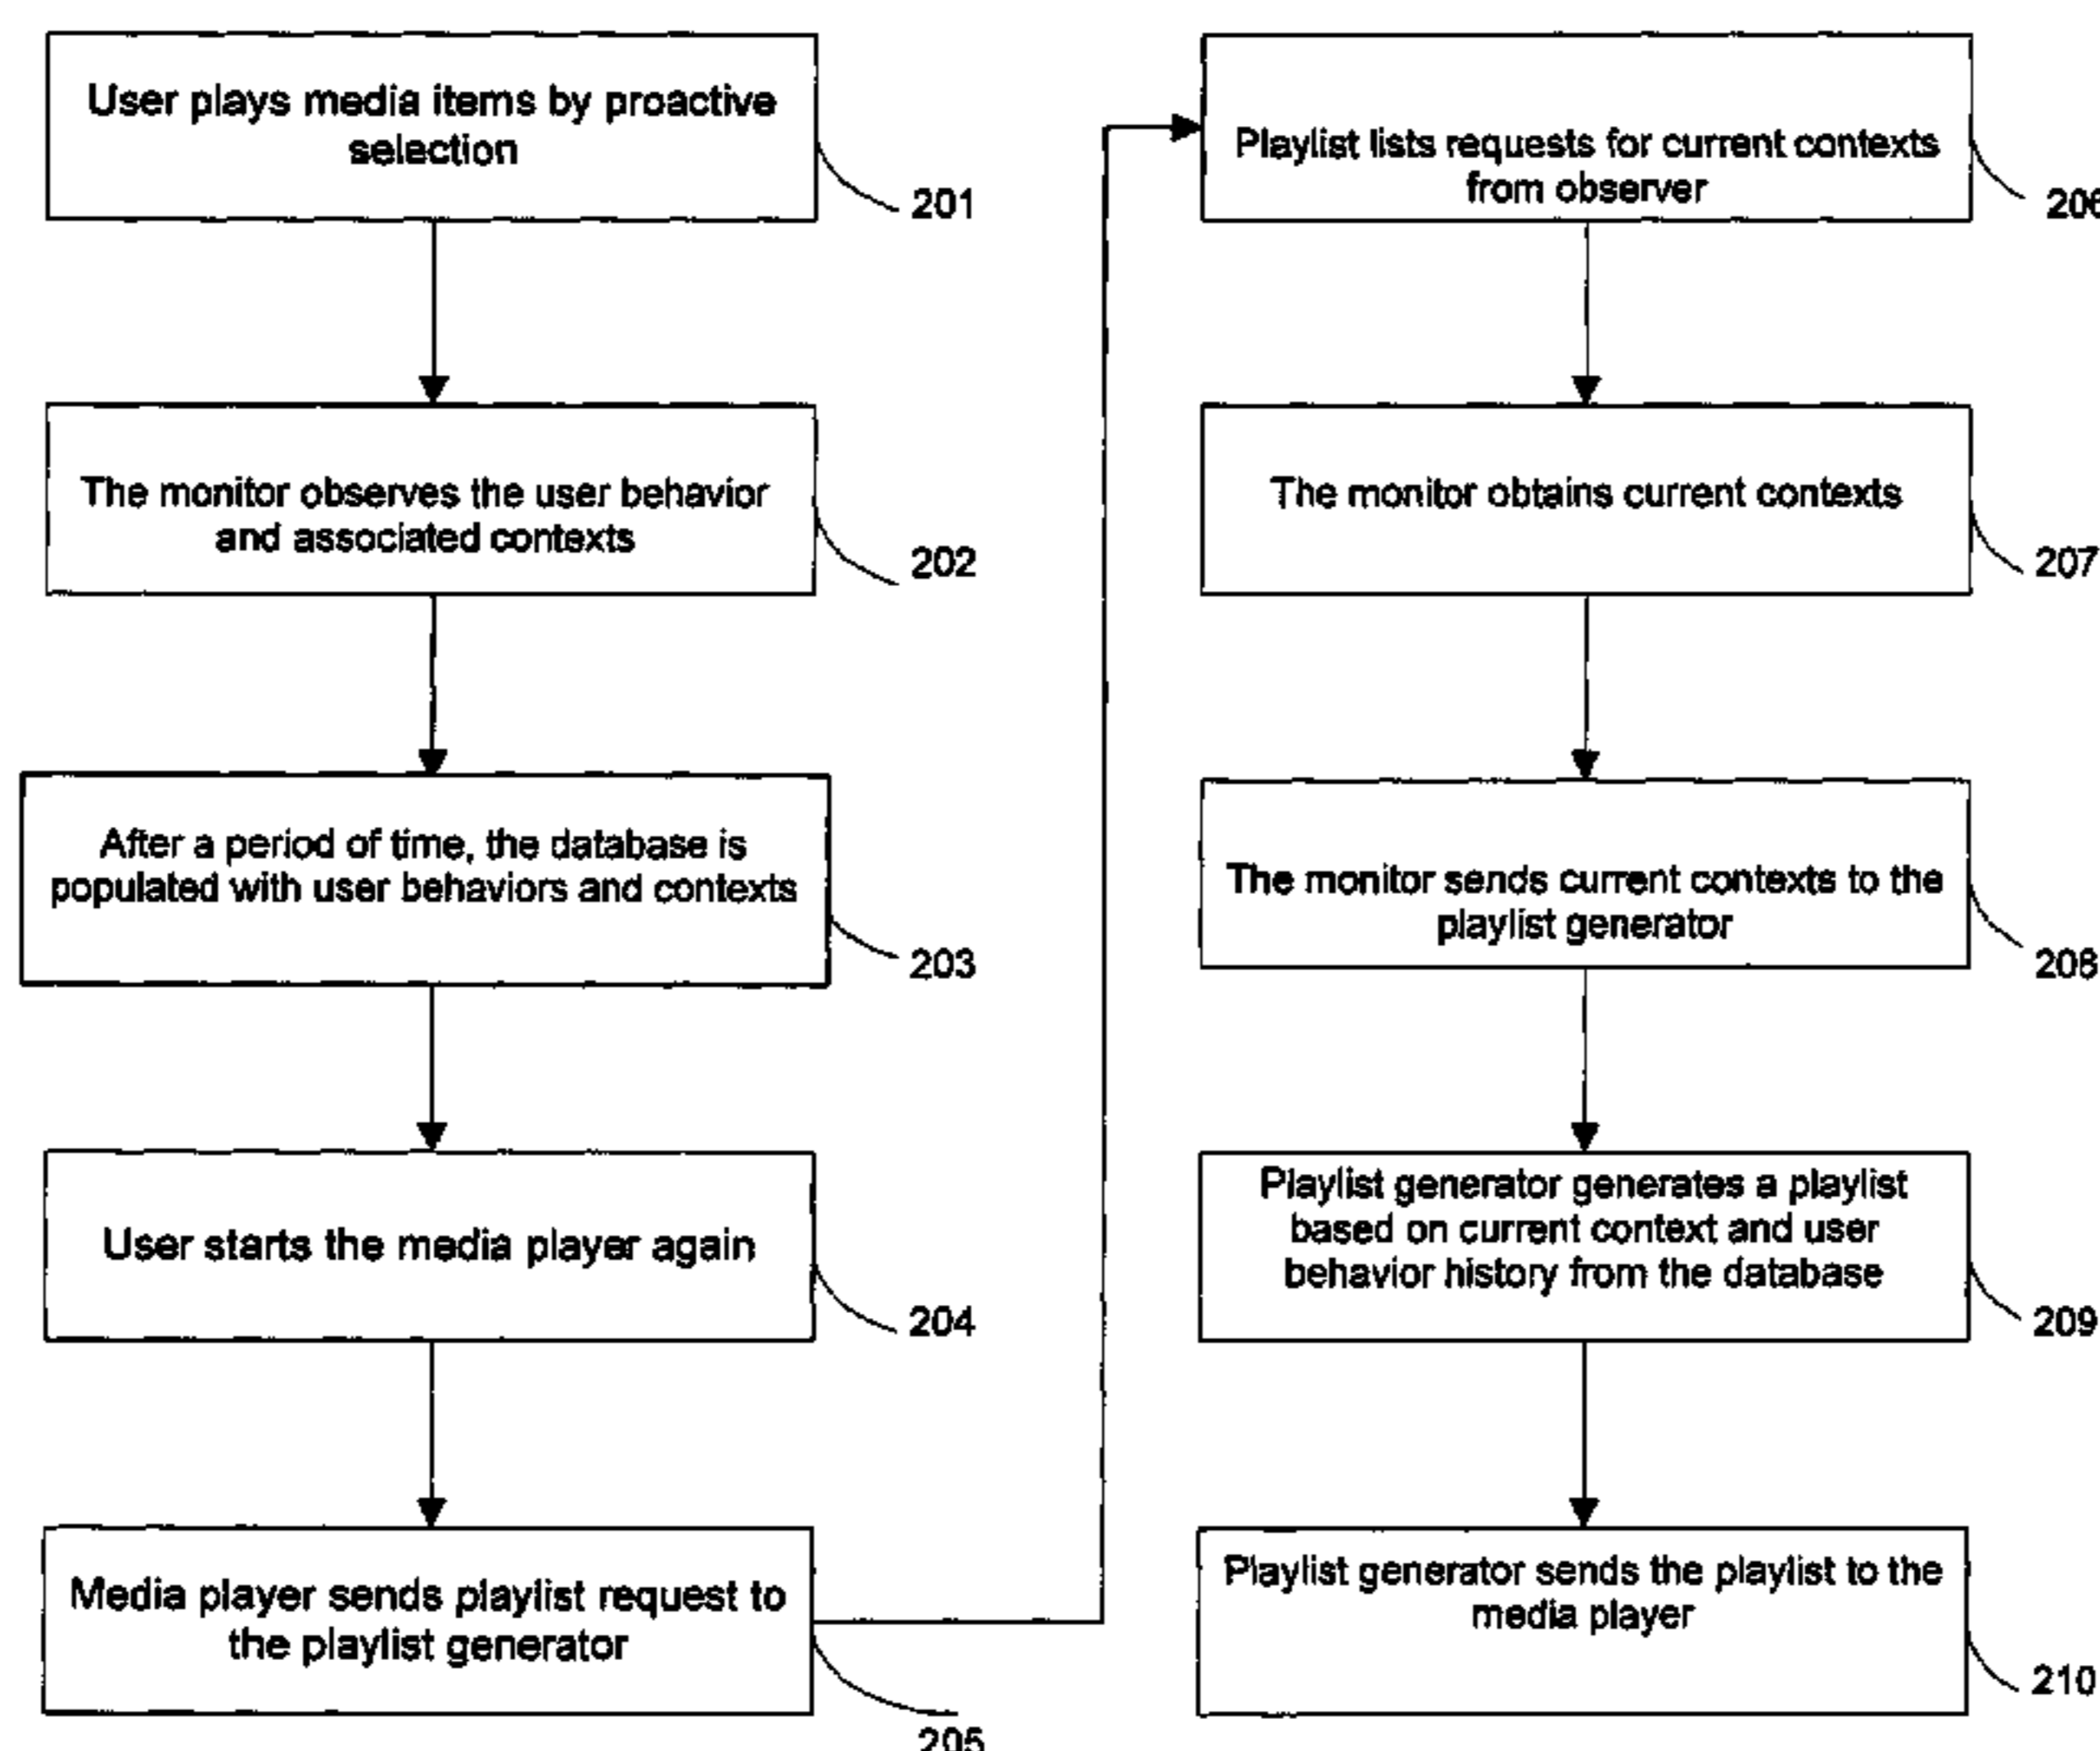 User plays media items by proactive
selection
201
The monitor observes the user behavior
and associated contexts
202
After a period of time, the database is
populated with user behaviors and contexts
203
User starts the media player again
204
Media player sends playlist request to
the playlist generator
205
Playlist lists requests for current contexts
from observer
206
The monitor obtains current contexts
207
The monitor sends current contexts to the
playlist generator
208
Playlist generator generates a playlist
based on current context and user
behavior history from the database
209
Playlist generator sends the playlist to the
media player
210